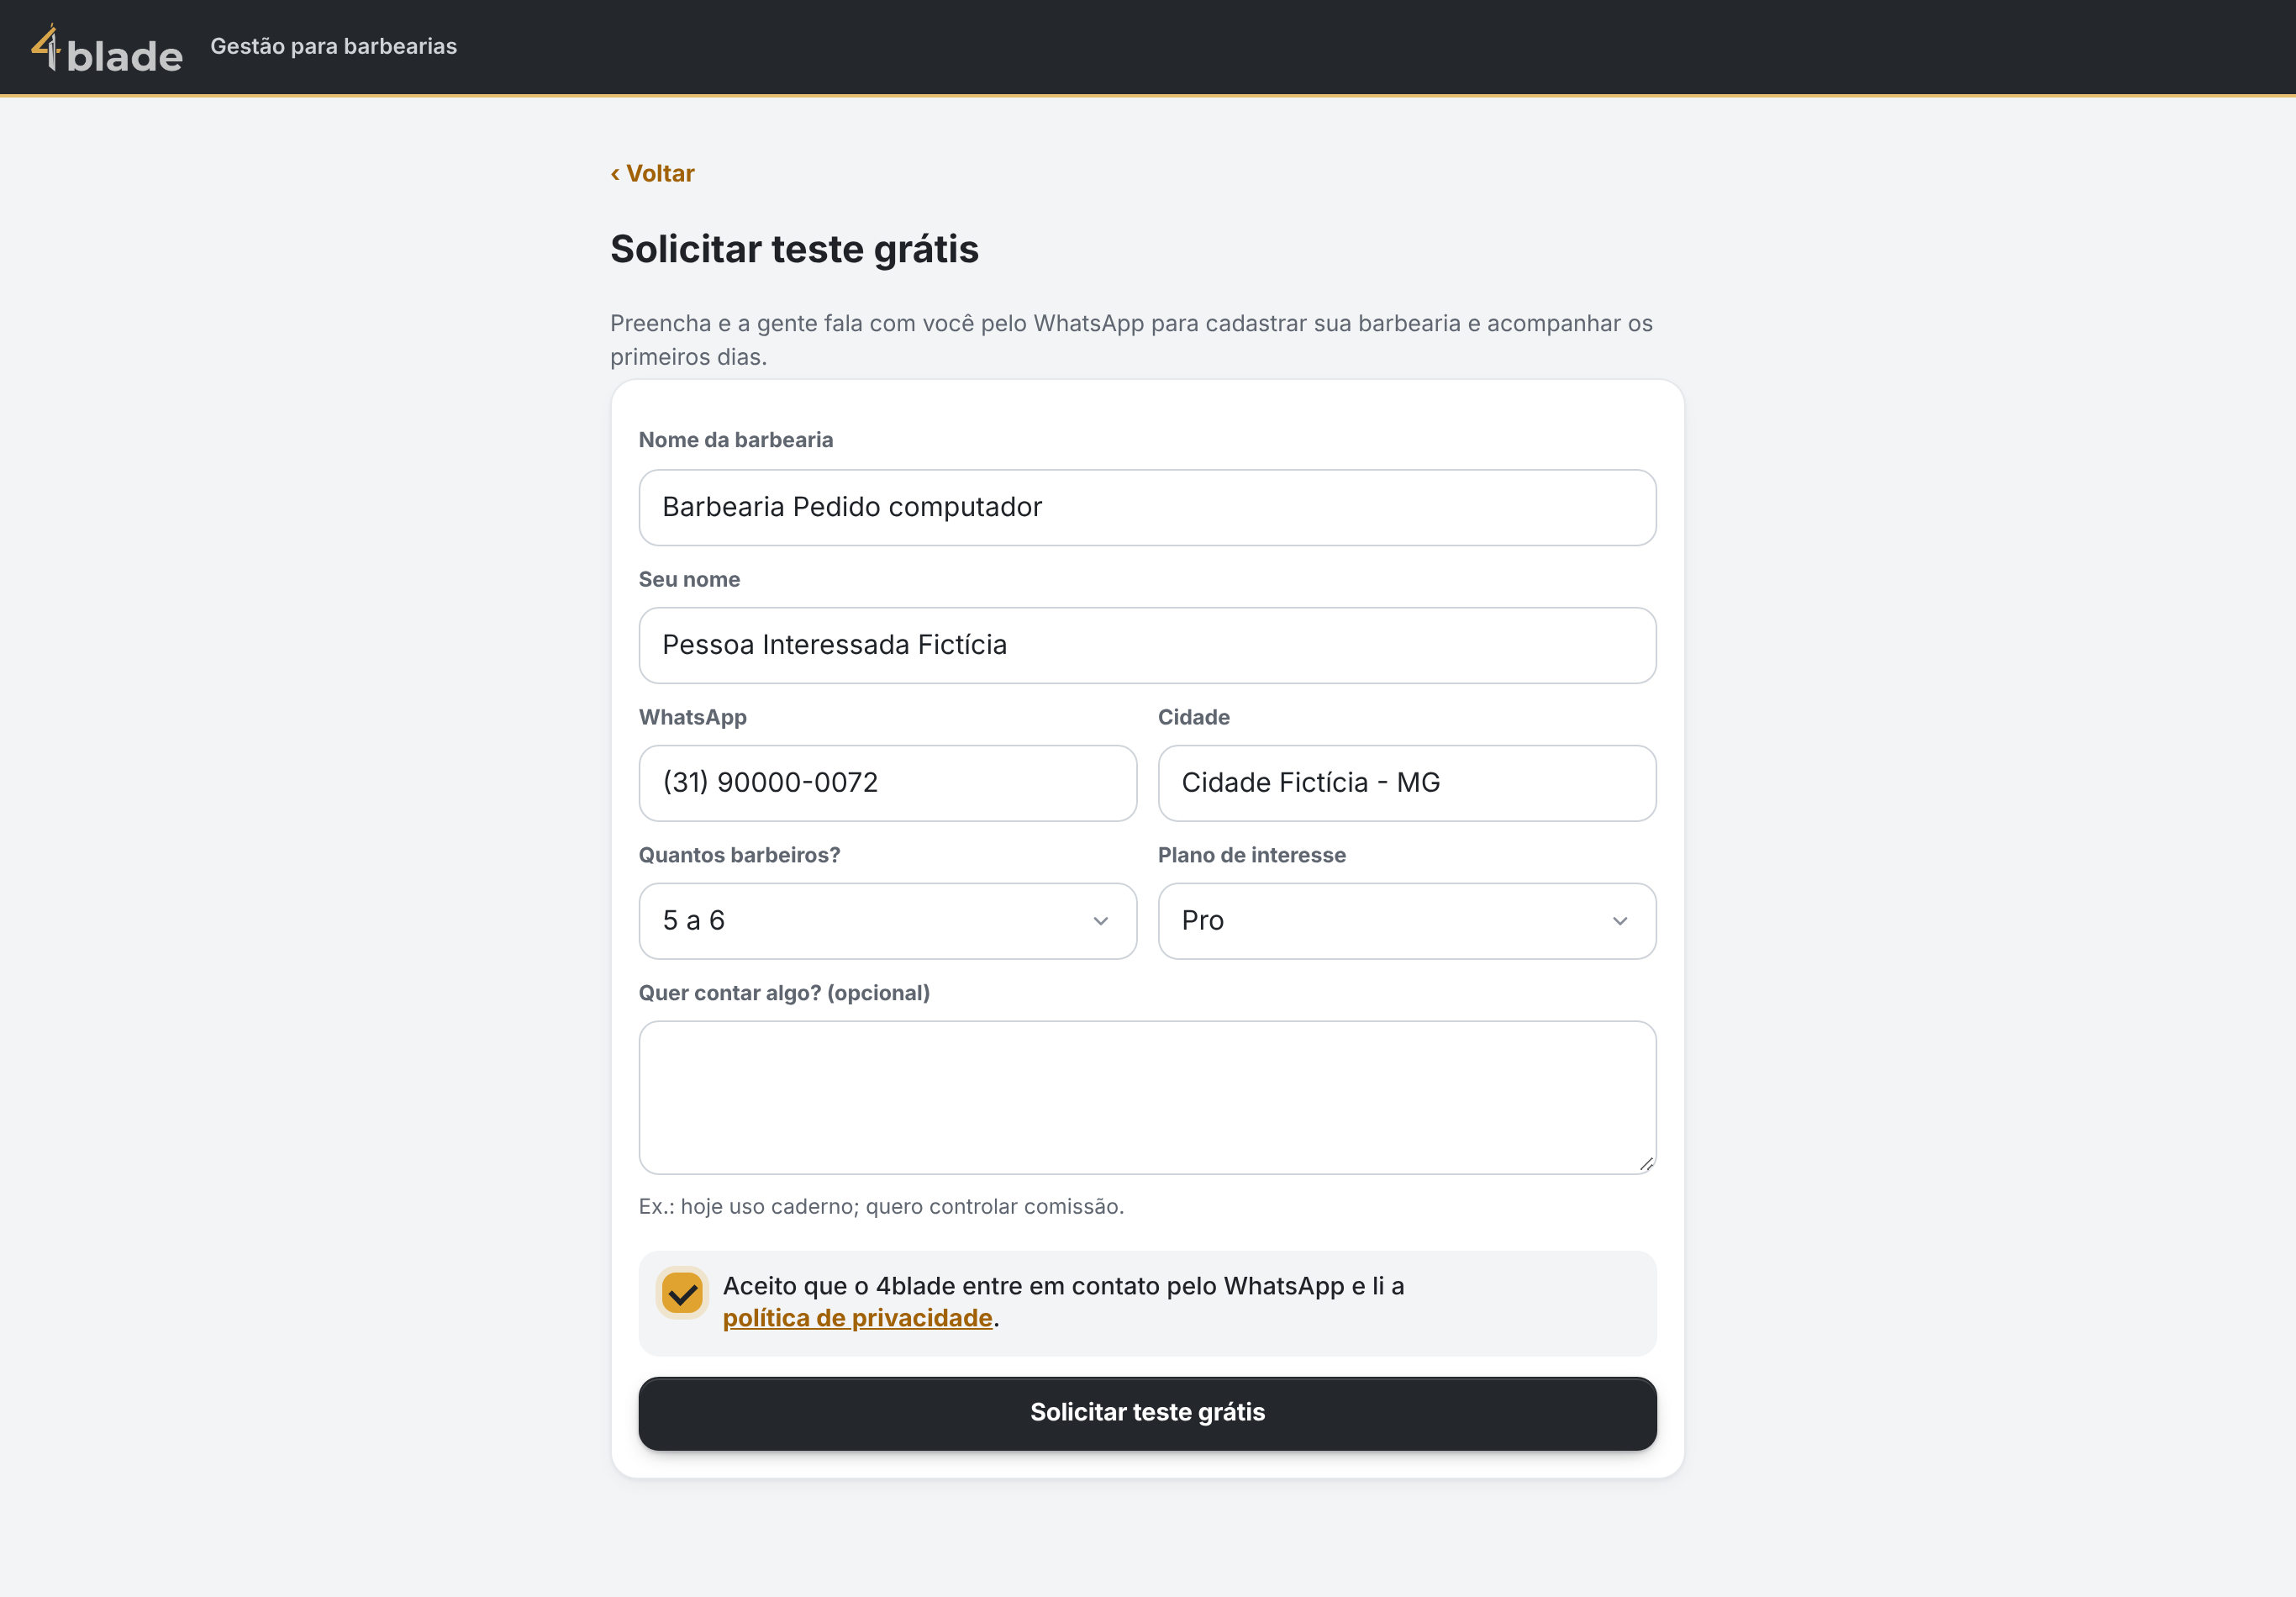 4blade
Gestão para barbearias
‹ Voltar
Solicitar teste grátis
Preencha e a gente fala com você pelo WhatsApp para cadastrar sua barbearia e acompanhar os
primeiros dias.
Nome da barbearia
Barbearia Pedido computador
Seu nome
Pessoa Interessada Fictícia
WhatsApp
Cidade
(31) 90000-0072
Cidade Fictícia - MG
Quantos barbeiros?
Plano de interesse
5 a 6
Pro
Quer contar algo? (opcional)
Ex.: hoje uso caderno; quero controlar comissão.
Aceito que o 4blade entre em contato pelo WhatsApp e li a
política de privacidade.
Solicitar teste grátis